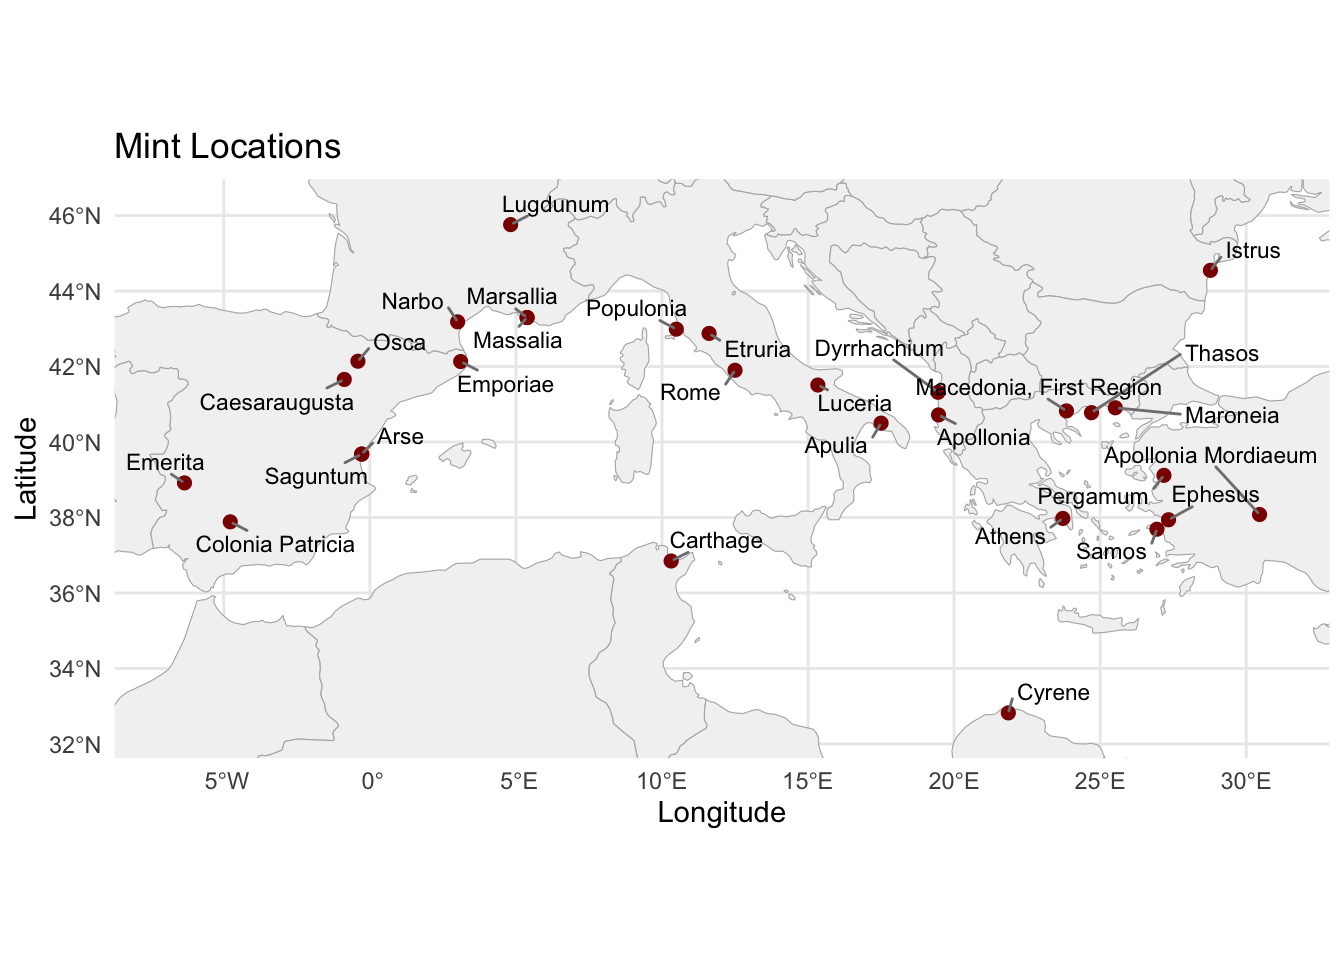 Mint Locations
Lugdunum
Istrus
Narbo
Marsallia
Populonia
Osca
Massalia
Etruria
Dyrrhachium
Thasos
Caesaraugusta
Emporiae
Rome
Macedonia, First Region
Luceria
Maroneia
Arse
Apulia
Apollonia
Emerita
Saguntum
Apollonia Mordiaeum
Pergamum
Ephesus
Colonia Patricia
Carthage
Athens
Samos
Cyrene
46°N
44°N
42°N
40°N
38°N
36°N
34°N
32°N
Latitude
5°W
0°
5°E
10°E
15°E
20°E
25°E
30°E
Longitude